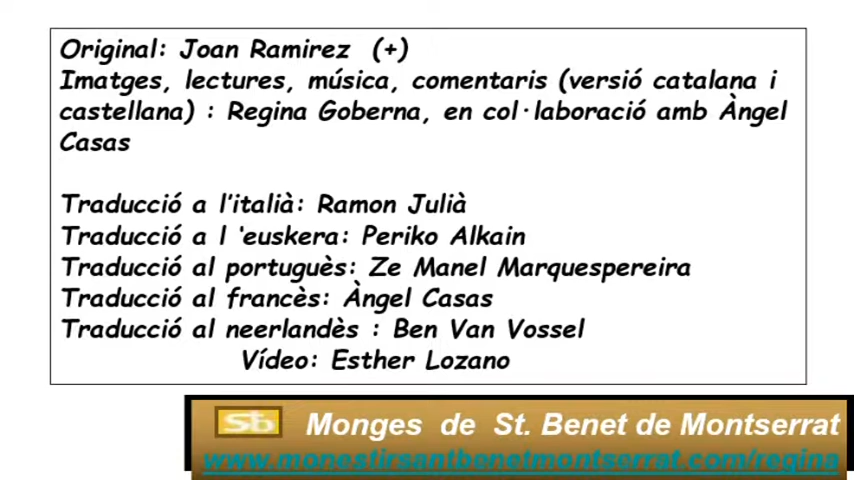 Original: Joan Ramirez (+)
Imatges, lectures, música, comentaris (versió catalana i
castellana) : Regina Goberna, en col·laboració amb Àngel
Casas
Traducció a l'italià: Ramon Julià
Traducció a l 'euskera: Periko Alkain
Traducció al portuguès: Ze Manel Marquespereira
Traducció al francès: Àngel Casas
Traducció al neerlandès : Ben Van Vossel
Vídeo: Esther Lozano
Sb Monges de St. Benet de Montserrat
www.monestirsantbenetmontserrat.com/regina